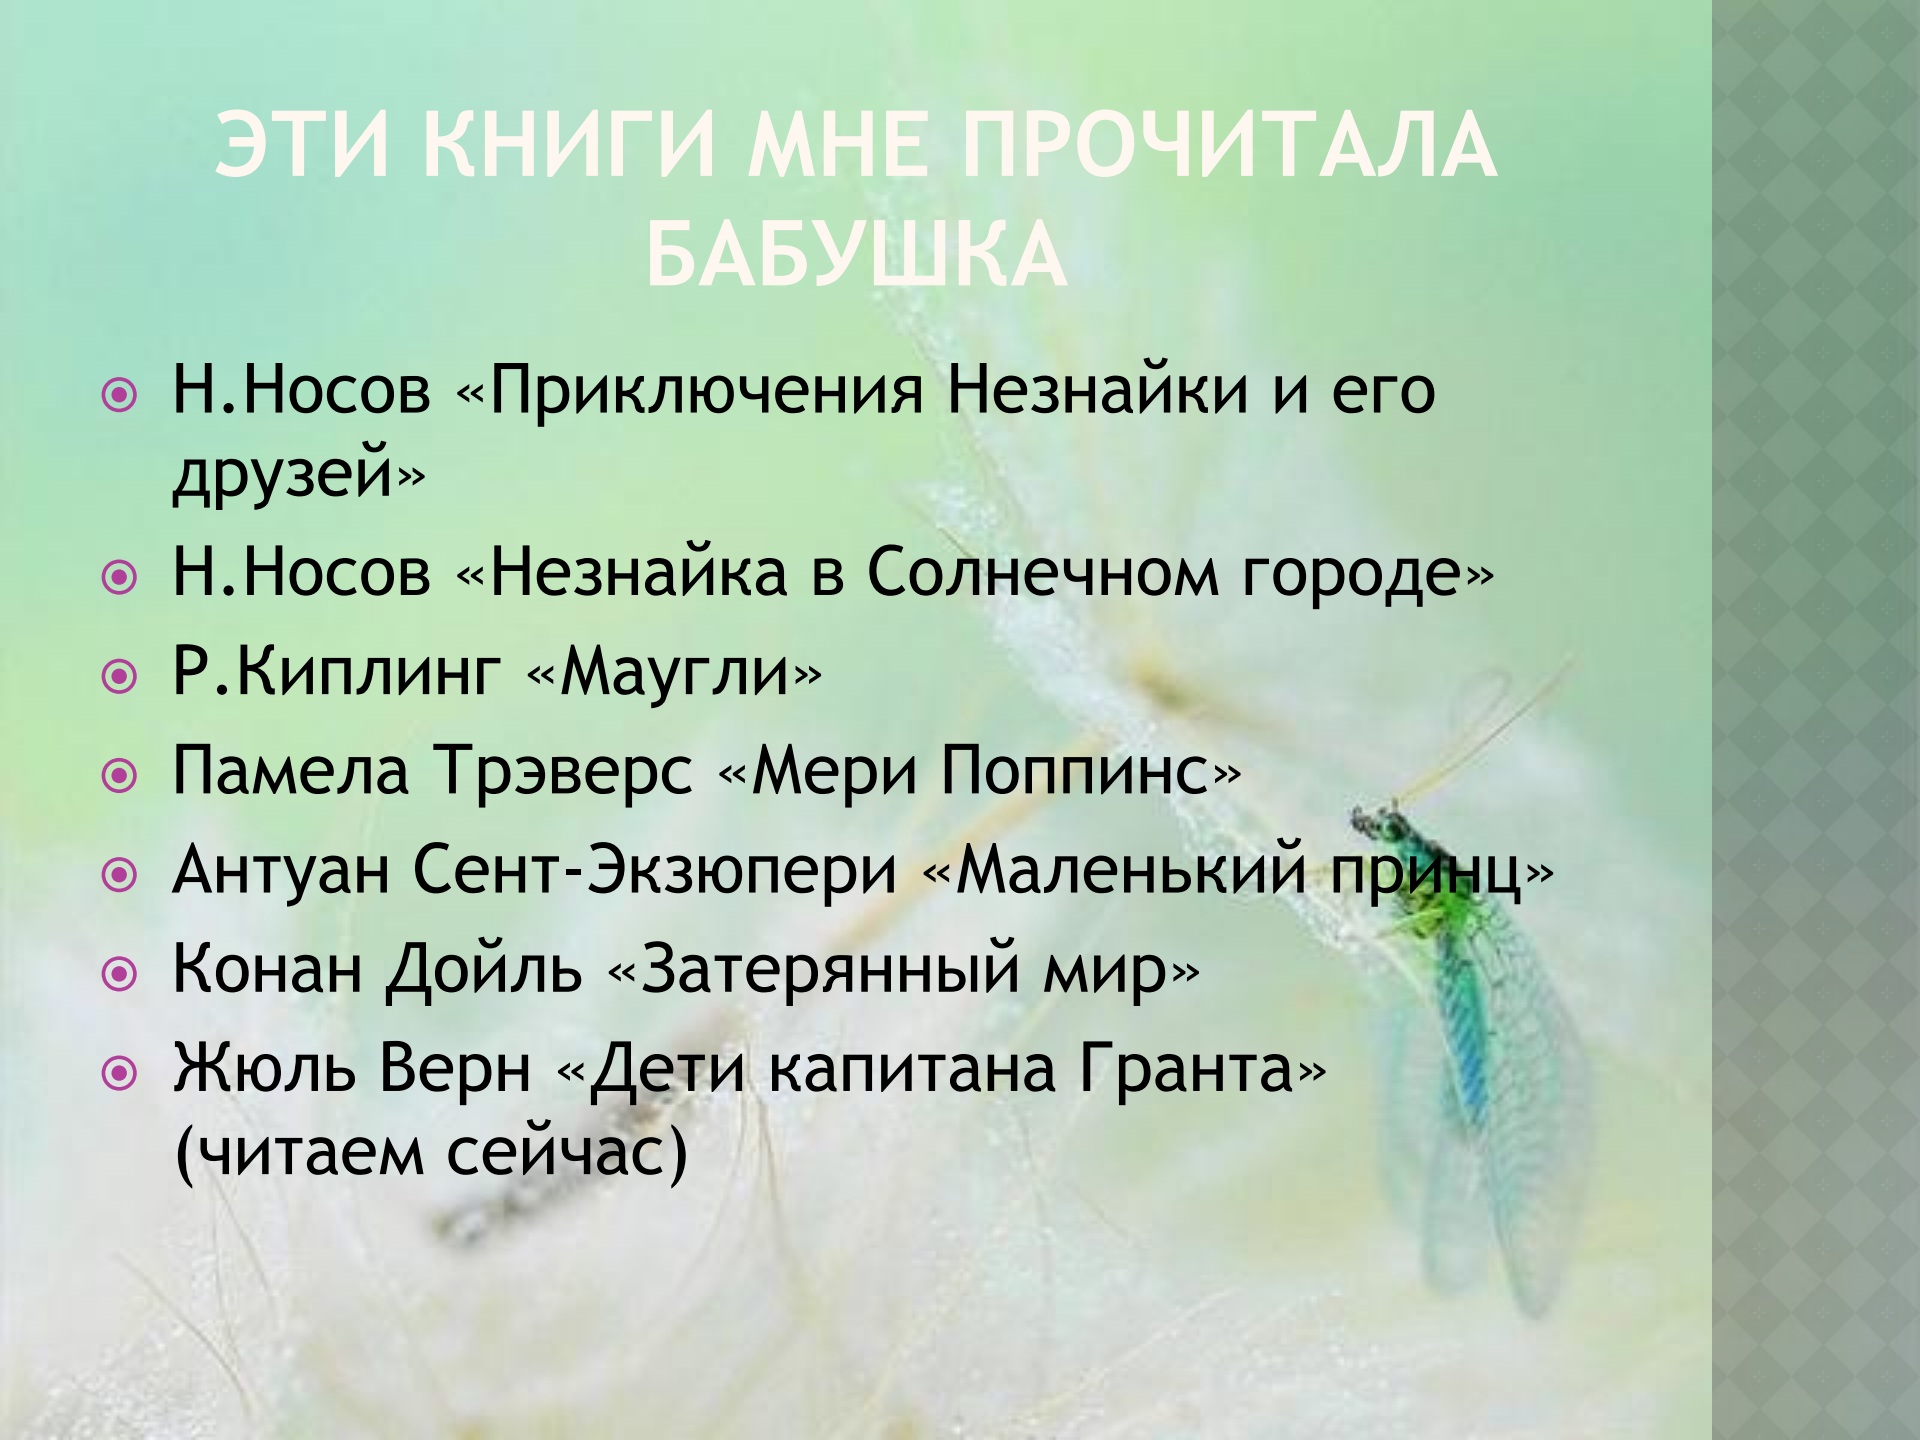 ЭТИ КНИГИ МНЕ ПРОЧИТАЛА
БАБУШКА
Н.Носов «Приключения Незнайки и его
друзей»
Н.Носов «Незнайка в Солнечном городе»
Р.Киплинг «Маугли»
Памела Трэверс «Мери Поппинс»
Антуан Сент-Экзюпери «Маленький принц»
Конан Дойль «Затерянный мир»
Жюль Верн «Дети капитана Гранта»
(читаем сейчас)